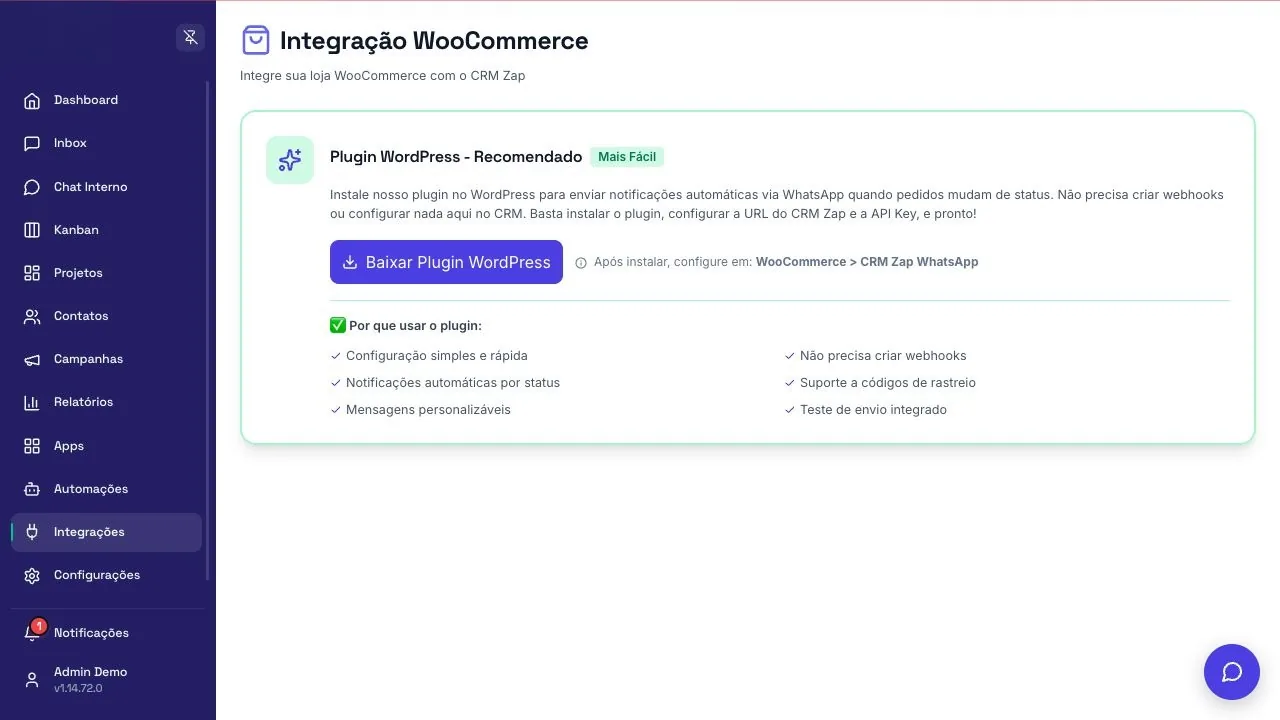 Dashboard
Inbox
Chat Interno
Kanban
Projetos
Contatos
Campanhas
Relatórios
Apps
Automações
Integrações
Configurações
1
Notificações
Admin Demo
v1.14.72.0
Integração WooCommerce
Integre sua loja WooCommerce com o CRM Zap
Plugin WordPress - Recomendado Mais Fácil
Instale nosso plugin no WordPress para enviar notificações automáticas via WhatsApp quando pedidos mudam de status. Não precisa criar webhooks
ou configurar nada aqui no CRM. Basta instalar o plugin, configurar a URL do CRM Zap e a API Key, e pronto!
Baixar Plugin WordPress
Após instalar, configure em: WooCommerce > CRM Zap WhatsApp
✅ Por que usar o plugin:
✓ Configuração simples e rápida
✓ Não precisa criar webhooks
✓ Notificações automáticas por status
✓ Suporte a códigos de rastreio
✓ Mensagens personalizáveis
✓ Teste de envio integrado